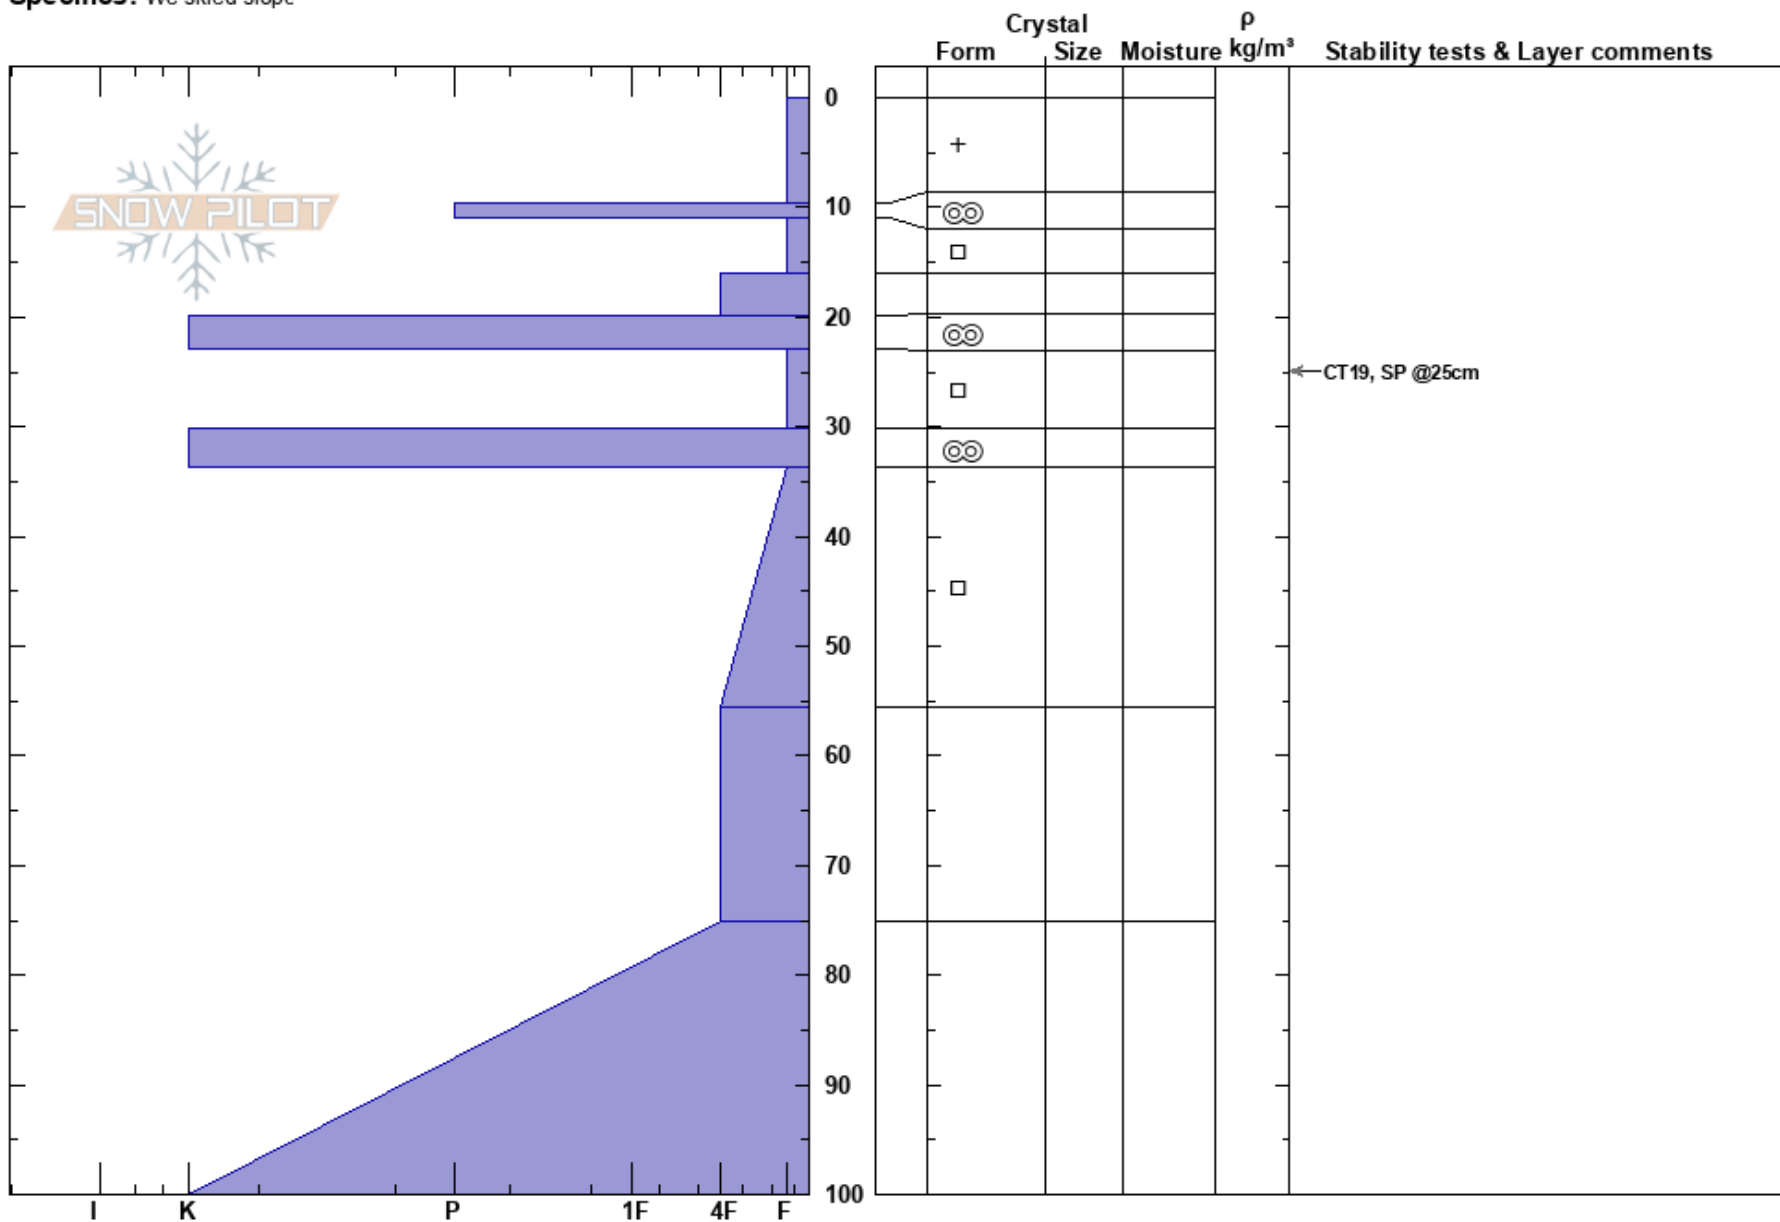 Specifics: We skied slope
Crystal
ρ
Form Size Moisture kg/m³ Stability tests & Layer comments
0
SNOW PILOT
10
20
CT19, SP @25cm
30
40
50
60
70
80
90
100
I K P 1F 4F F